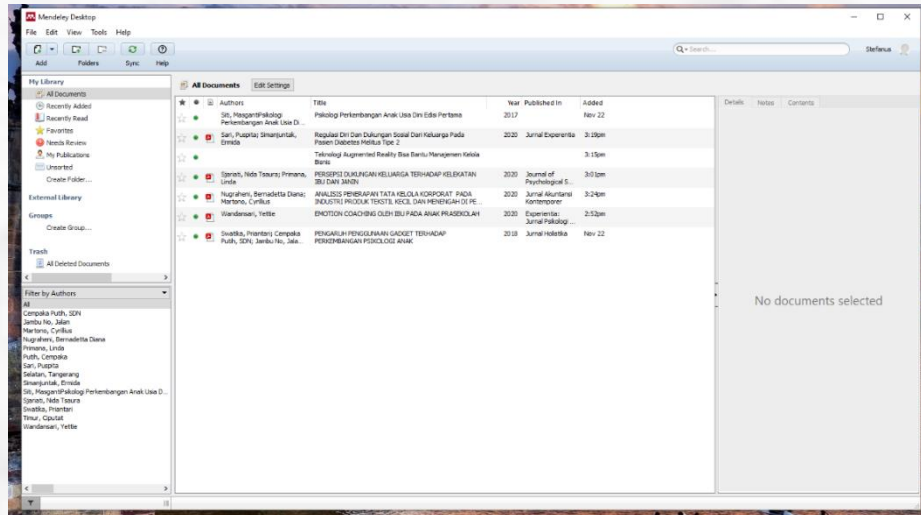 Mendeley Desktop
File Edit View Tools Help
Add Folders Sync Help
Search...
Stefanus
My Library
All Documents
Recently Added
Recently Read
Favorites
Needs Review
My Publications
Unsorted
Create Folder...
External Library
Groups
Create Group...
Trash
All Deleted Documents
Filter by Authors
All
Cempaka Putih, SDN
Jambu No, Jalan
Martono, Cyrillus
Nugraheni, Bernadetta Diana
Primana, Linda
Putih, Cempaka
Sari, Puspita
Selatan, Tangerang
Simanjuntak, Ermida
Siti, MasgantiPsikologi Perkembangan Anak Usia D...
Sjariati, Nida Tsaura
Swatika, Priantari
Timur, Ciputat
Wandansari, Yettie
All Documents Edit Settings
Authors Title Year Published In Added
Siti, MasgantiPsikologi Psikologi Perkembangan Anak Usia Dini Edisi Pertama 2017 Nov 22
Perkembangan Anak Usia Di...
Sari, Puspita; Simanjuntak, Regulasi Diri Dan Dukungan Sosial Dari Keluarga Pada 2020 Jurnal Experentia 3:19pm
Ermida Pasien Diabetes Melitus Tipe 2
Teknologi Augmented Reality Bisa Bantu Manajemen Kelola 3:15pm
Bisnis
Sjariati, Nida Tsaura; Primana, PERSEPSI DUKUNGAN KELUARGA TERHADAP KELEKATAN 2020 Journal of 3:01pm
Linda IBU DAN JANIN Psychological S...
Nugraheni, Bernadetta Diana; ANALISIS PENERAPAN TATA KELOLA KORPORAT PADA 2020 Jurnal Akuntansi 3:24pm
Martono, Cyrillus INDUSTRI PRODUK TEKSTIL KECIL DAN MENENGAH DI PE... Kontemporer
Wandansari, Yettie EMOTION COACHING OLEH IBU PADA ANAK PRASEKOLAH 2020 Experientia: 2:52pm
Jurnal Psikologi ...
Swatika, Priantari; Cempaka PENGARUH PENGGUNAAN GADGET TERHADAP 2018 Jurnal Holistika Nov 22
Putih, SDN; Jambu No, Jala... PERKEMBANGAN PSIKOLOGI ANAK
Details Notes Contents
No documents selected